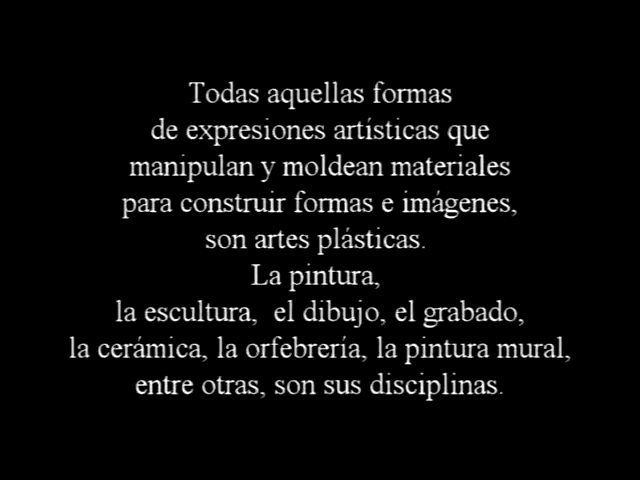 Todas aquellas formas
de expresiones artísticas que
manipulan y moldean materiales
para construir formas e imágenes,
son artes plásticas.
La pintura,
la escultura,  el dibujo, el grabado,
la cerámica, la orfebrería, la pintura mural,
entre otras, son sus disciplinas.